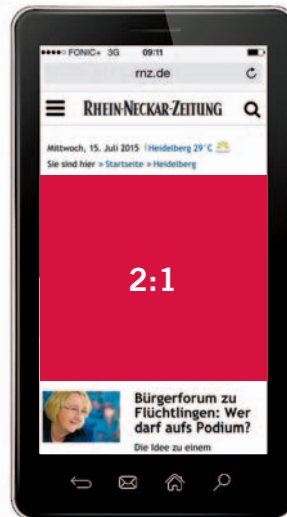 FONIC+ 3G 09:11
rnz.de
RHEIN-NECKAR-ZEITUNG
Mittwoch, 15. Juli 2015 | Heidelberg 29°C
Sie sind hier » Startseite » Heidelberg
2:1
Bürgerforum zu
Flüchtlingen: Wer
darf aufs Podium?
Die Idee zu einem